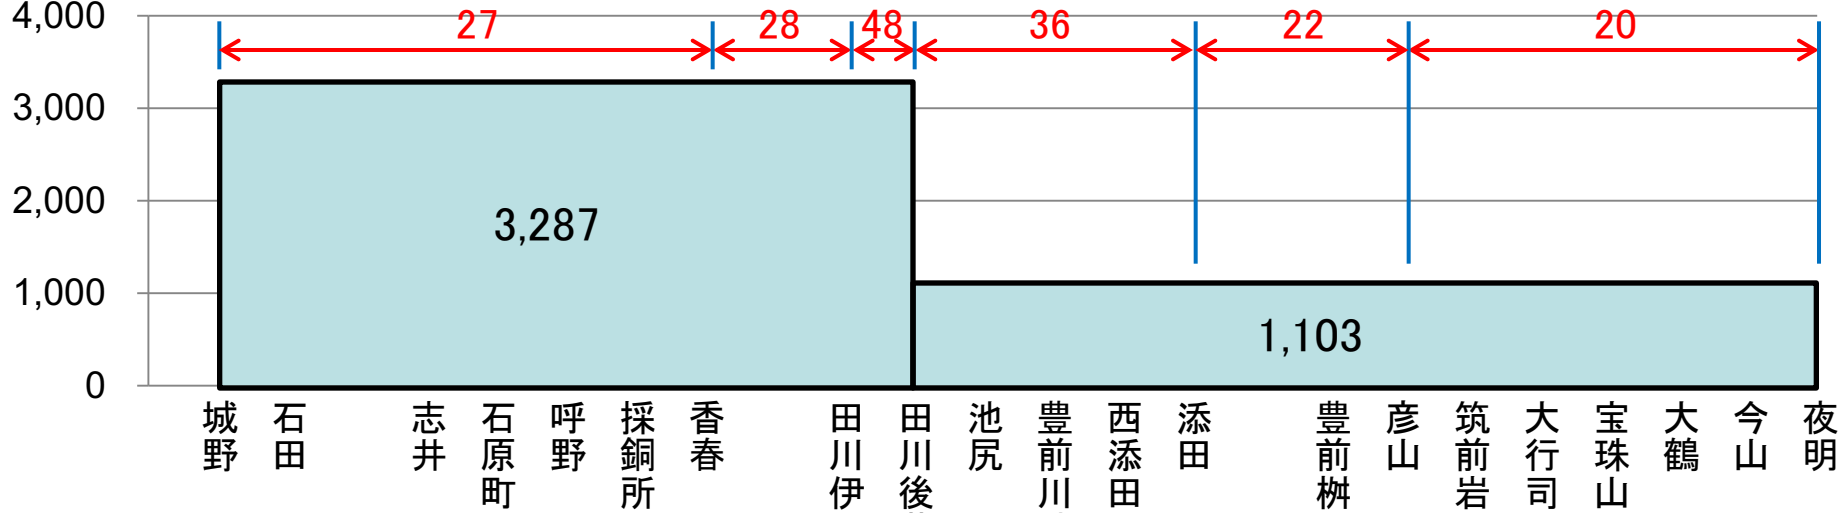 4,000
3,000
2,000
1,000
0
27
28
48
36
22
20
3,287
1,103
城野
石田
志井
石原町
呼野
採銅所
香春
田川伊
田川後
池尻
豊前川
西添田
添田
豊前桝
彦山
筑前岩
大行司
宝珠山
大鶴
今山
夜明